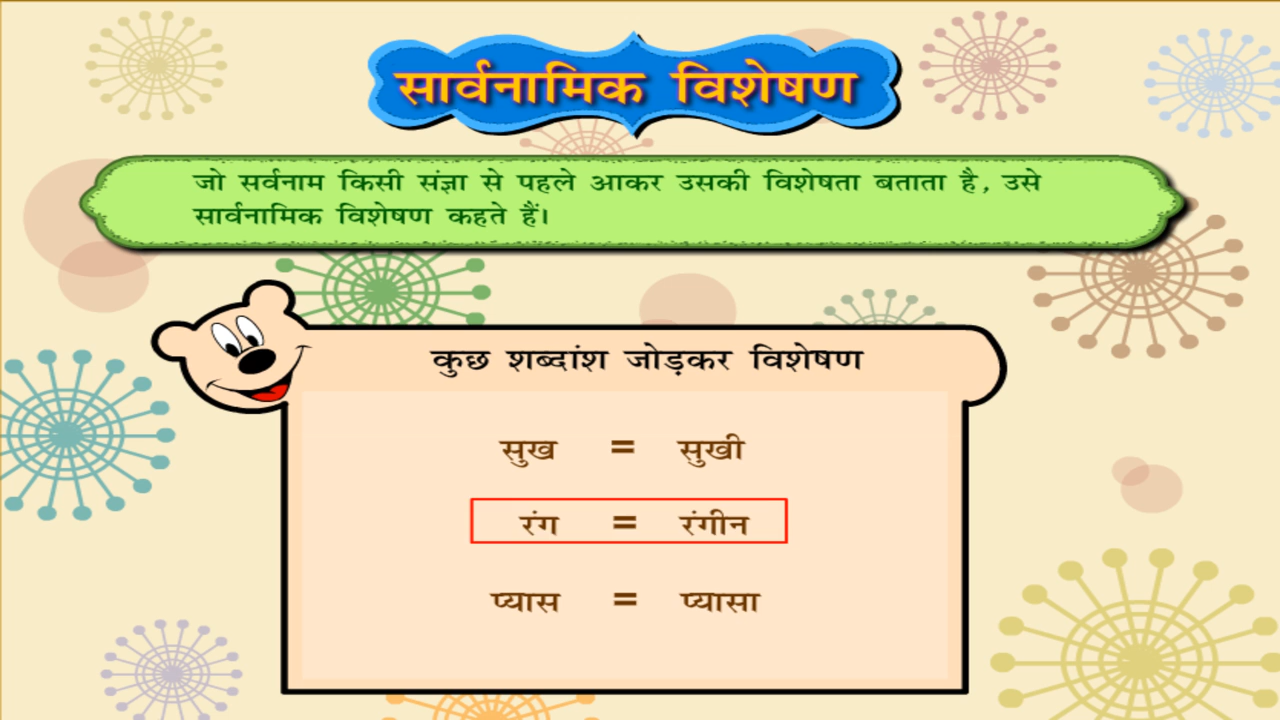 सार्वनामिक विशेषण
जो सर्वनाम किसी संज्ञा से पहले आकर उसकी विशेषता बताता है, उसे
सार्वनामिक विशेषण कहते हैं।
कुछ शब्दांश जोड़कर विशेषण
सुख = सुखी
रंग = रंगीन
प्यास = प्यासा